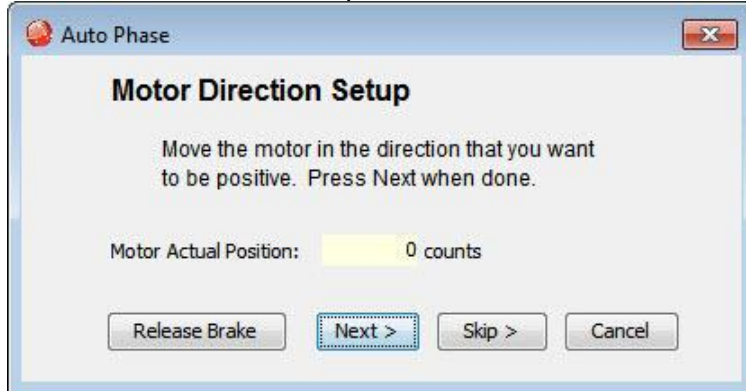 Auto Phase
Motor Direction Setup
Move the motor in the direction that you want
to be positive. Press Next when done.
Motor Actual Position: 0 counts
Release Brake Next > Skip > Cancel